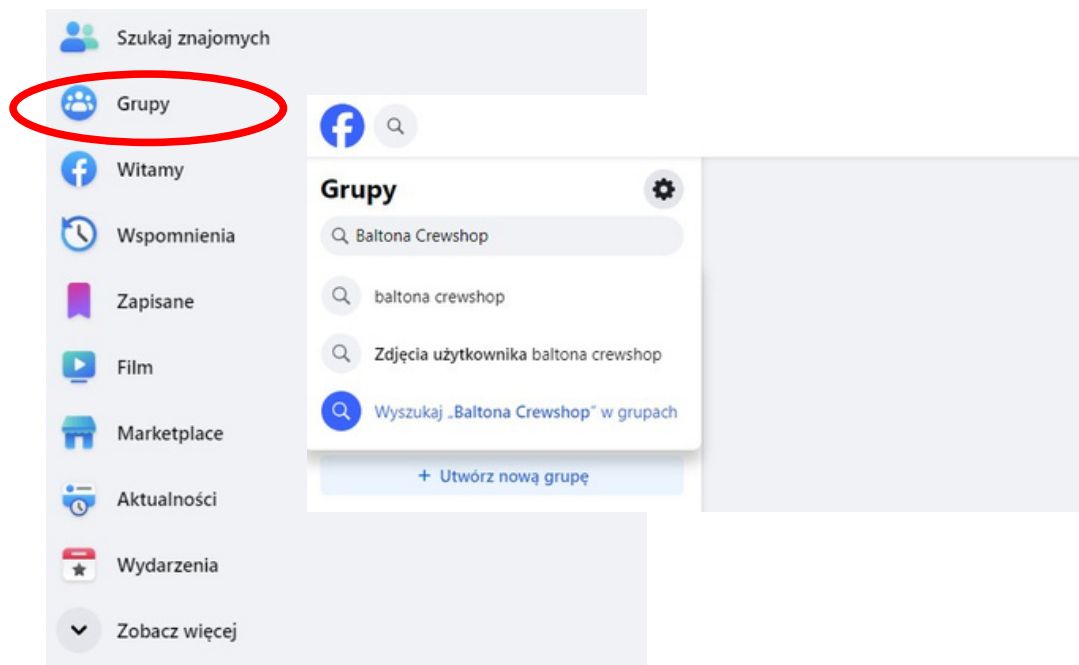 Szukaj znajomych
Grupy
Witamy
Wspomnienia
Zapisane
Film
Marketplace
Aktualności
Wydarzenia
Zobacz więcej
Grupy
Baltona Crewshop
baltona crewshop
Zdjęcia użytkownika baltona crewshop
Wyszukaj „Baltona Crewshop” w grupach
+ Utwórz nową grupę